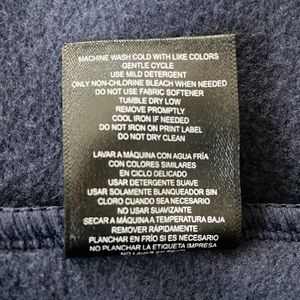 MACHINE WASH COLD WITH LIKE COLORS
GENTLE CYCLE
USE MILD DETERGENT
ONLY NON-CHLORINE BLEACH WHEN NEEDED
DO NOT USE FABRIC SOFTENER
TUMBLE DRY LOW
REMOVE PROMPTLY
COOL IRON IF NEEDED
DO NOT IRON ON PRINT LABEL
DO NOT DRY CLEAN
LAVAR A MÁQUINA CON AGUA FRÍA
CON COLORES SIMILARES
EN CICLO DELICADO
USAR DETERGENTE SUAVE
USAR SOLAMENTE BLANQUEADOR SIN
CLORO CUANDO SEA NECESARIO
NO USAR SUAVIZANTE
SECAR A MÁQUINA A TEMPERATURA BAJA
REMOVER RÁPIDAMENTE
PLANCHAR EN FRÍO SI ES NECESARIO
NO PLANCHAR LA ETIQUETA IMPRESA
NO LAVAR EN